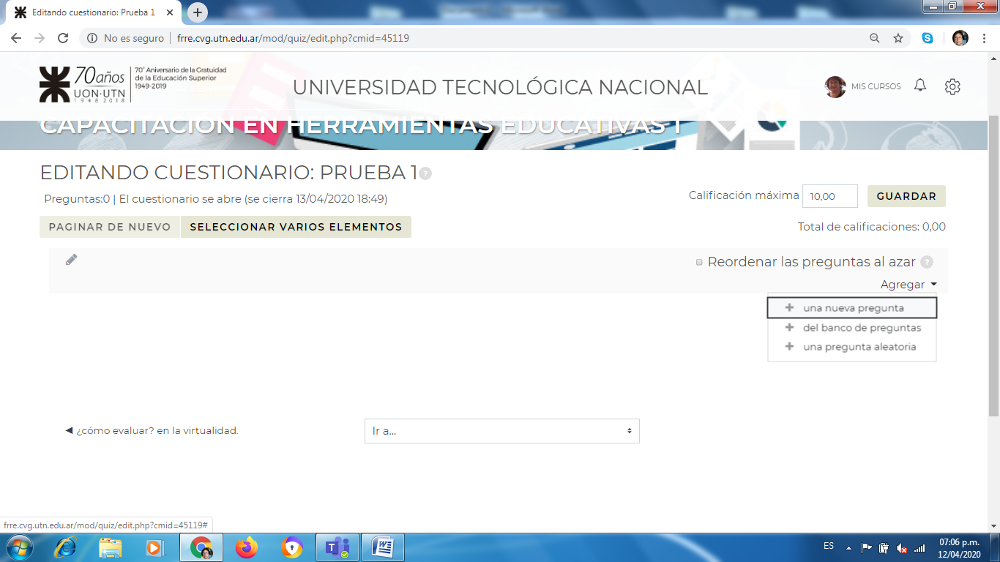 Editando cuestionario: Prueba 1
No es seguro frre.cvg.utn.edu.ar/mod/quiz/edit.php?cmid=45119
70años
UON·UTN
1948 2018
70° Aniversario de la Gratuidad
de la Educación Superior
1949-2019
UNIVERSIDAD TECNOLÓGICA NACIONAL
MIS CURSOS
CAPACITACIÓN EN HERRAMIENTAS EDUCATIVAS I
EDITANDO CUESTIONARIO: PRUEBA 1 ?
Preguntas:0 | El cuestionario se abre (se cierra 13/04/2020 18:49)
Calificación máxima 10,00 GUARDAR
PAGINAR DE NUEVO SELECCIONAR VARIOS ELEMENTOS
Total de calificaciones: 0,00
Reordenar las preguntas al azar ?
Agregar
una nueva pregunta
del banco de preguntas
una pregunta aleatoria
◄ ¿cómo evaluar? en la virtualidad.
Ir a...
frre.cvg.utn.edu.ar/mod/quiz/edit.php?cmid=45119#
ES
07:06 p.m.
12/04/2020